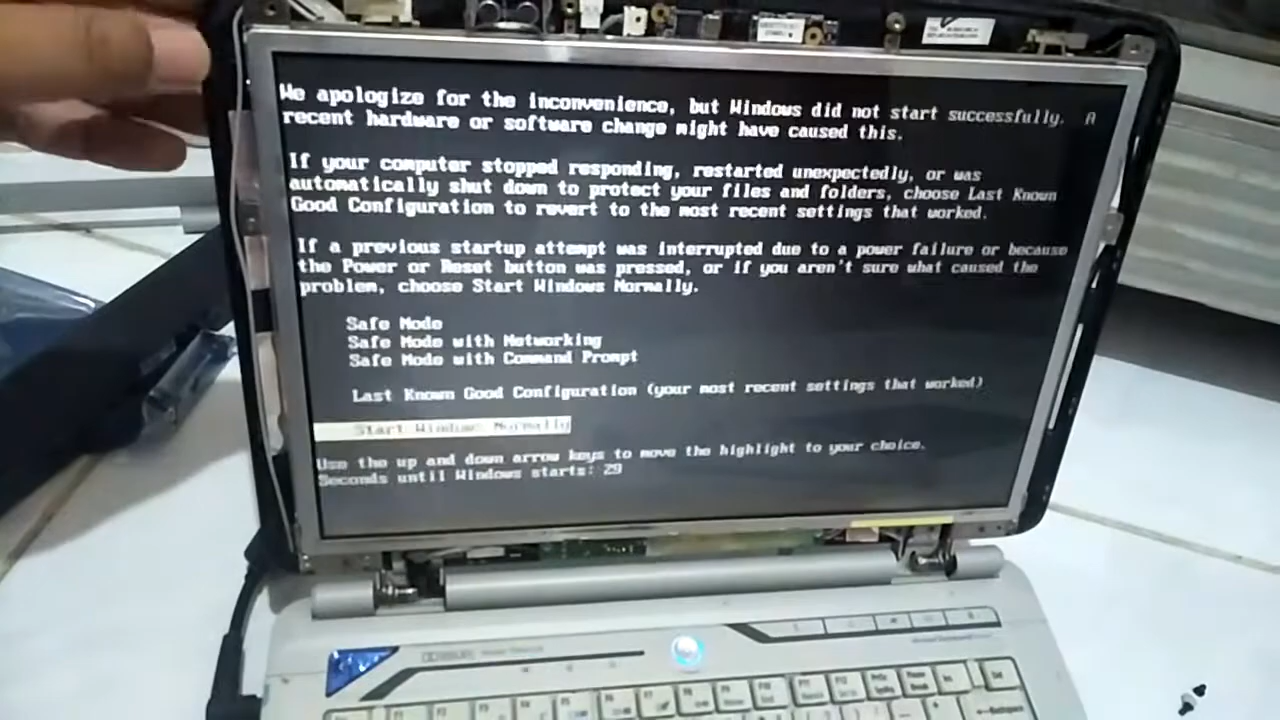 We apologize for the inconvenience, but Windows did not start successfully. A
recent hardware or software change might have caused this.
If your computer stopped responding, restarted unexpectedly, or was
automatically shut down to protect your files and folders, choose Last Known
Good Configuration to revert to the most recent settings that worked.
If a previous startup attempt was interrupted due to a power failure or because
the Power or Reset button was pressed, or if you aren't sure what caused the
problem, choose Start Windows Normally.
Safe Mode
Safe Mode with Networking
Safe Mode with Command Prompt
Last Known Good Configuration (your most recent settings that worked)
Start Windows Normally
Use the up and down arrow keys to move the highlight to your choice.
Seconds until Windows starts: 29